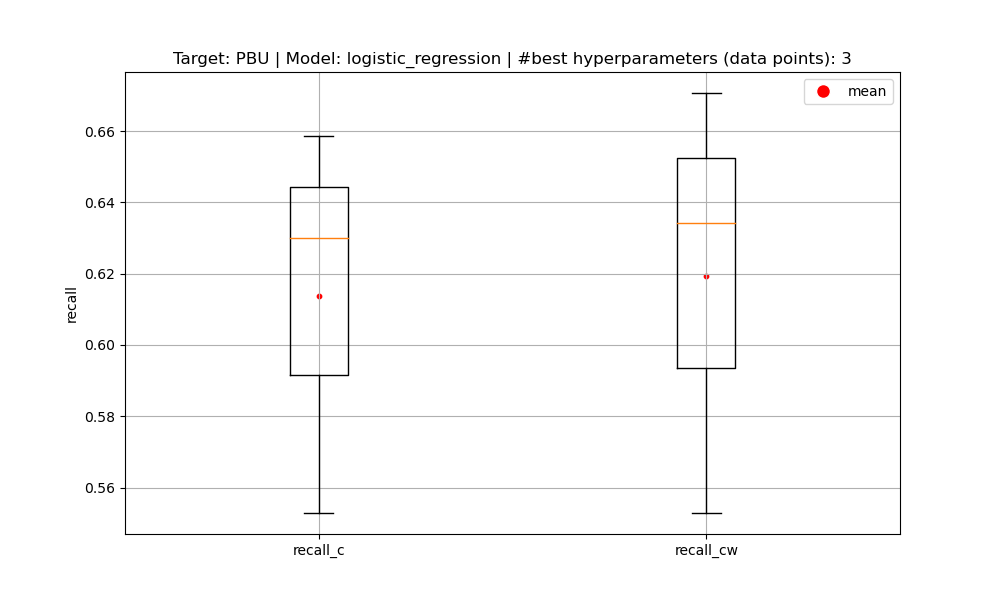 Target: PBU | Model: logistic_regression | #best hyperparameters (data points): 3
mean
0.66
0.64
0.62
0.60
0.58
0.56
recall
recall_c
recall_cw